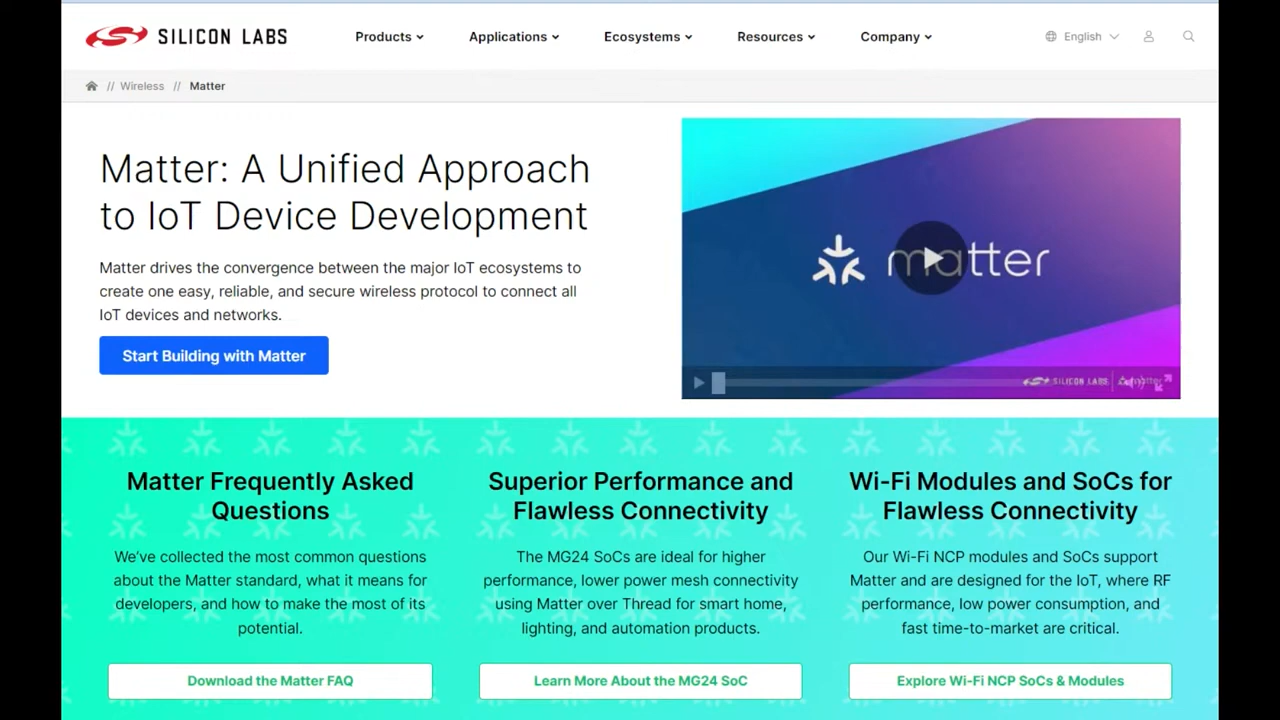 SILICON LABS
Products
Applications
Ecosystems
Resources
Company
English
// Wireless // Matter
Matter: A Unified Approach
to IoT Device Development
Matter drives the convergence between the major IoT ecosystems to
create one easy, reliable, and secure wireless protocol to connect all
IoT devices and networks.
Start Building with Matter
matter
SILICON LABS
matter
Matter Frequently Asked
Questions
We’ve collected the most common questions
about the Matter standard, what it means for
developers, and how to make the most of its
potential.
Download the Matter FAQ
Superior Performance and
Flawless Connectivity
The MG24 SoCs are ideal for higher
performance, lower power mesh connectivity
using Matter over Thread for smart home,
lighting, and automation products.
Learn More About the MG24 SoC
Wi-Fi Modules and SoCs for
Flawless Connectivity
Our Wi-Fi NCP modules and SoCs support
Matter and are designed for the IoT, where RF
performance, low power consumption, and
fast time-to-market are critical.
Explore Wi-Fi NCP SoCs & Modules